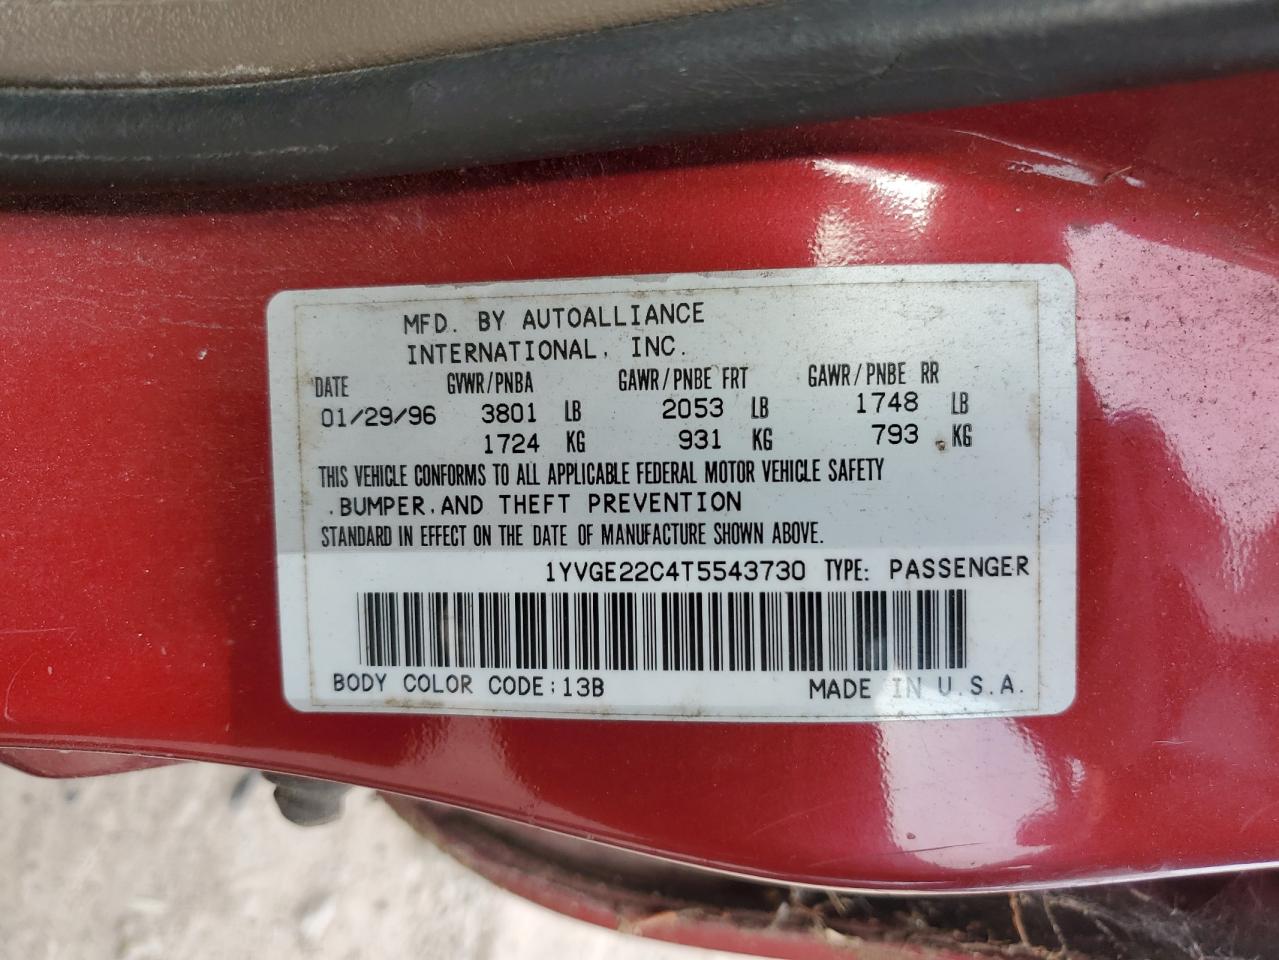 MFD. BY AUTOALLIANCE
INTERNATIONAL, INC.
DATE GVWR/PNBA GAWR/PNBE FRT GAWR/PNBE RR
01/29/96 3801 LB 2053 LB 1748 LB
1724 KG 931 KG 793 KG
THIS VEHICLE CONFORMS TO ALL APPLICABLE FEDERAL MOTOR VEHICLE SAFETY
,BUMPER,AND THEFT PREVENTION
STANDARD IN EFFECT ON THE DATE OF MANUFACTURE SHOWN ABOVE.
1YVGE22C4T5543730 TYPE: PASSENGER
BODY COLOR CODE:13B MADE IN U.S.A.